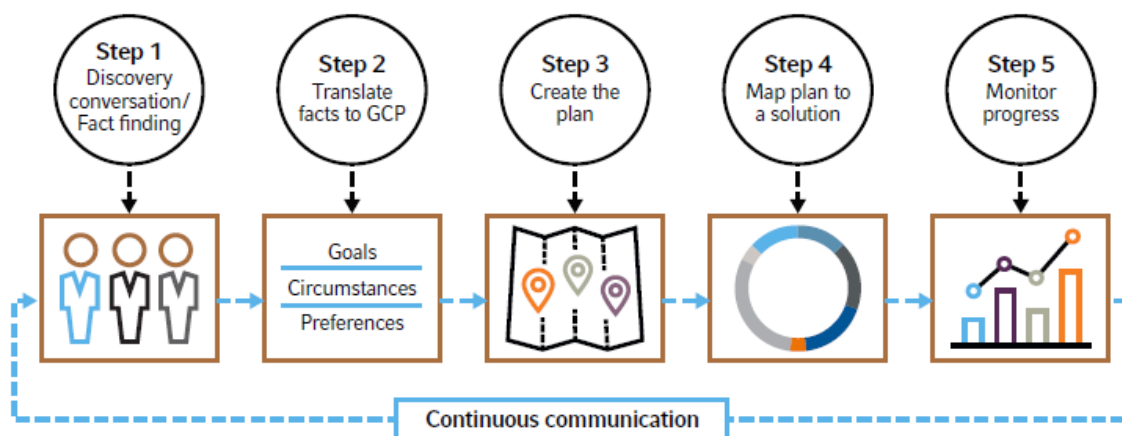 Step 1
Discovery
conversation/
Fact finding
Step 2
Translate
facts to GCP
Step 3
Create the
plan
Step 4
Map plan to
a solution
Step 5
Monitor
progress
Goals
Circumstances
Preferences
Continuous communication